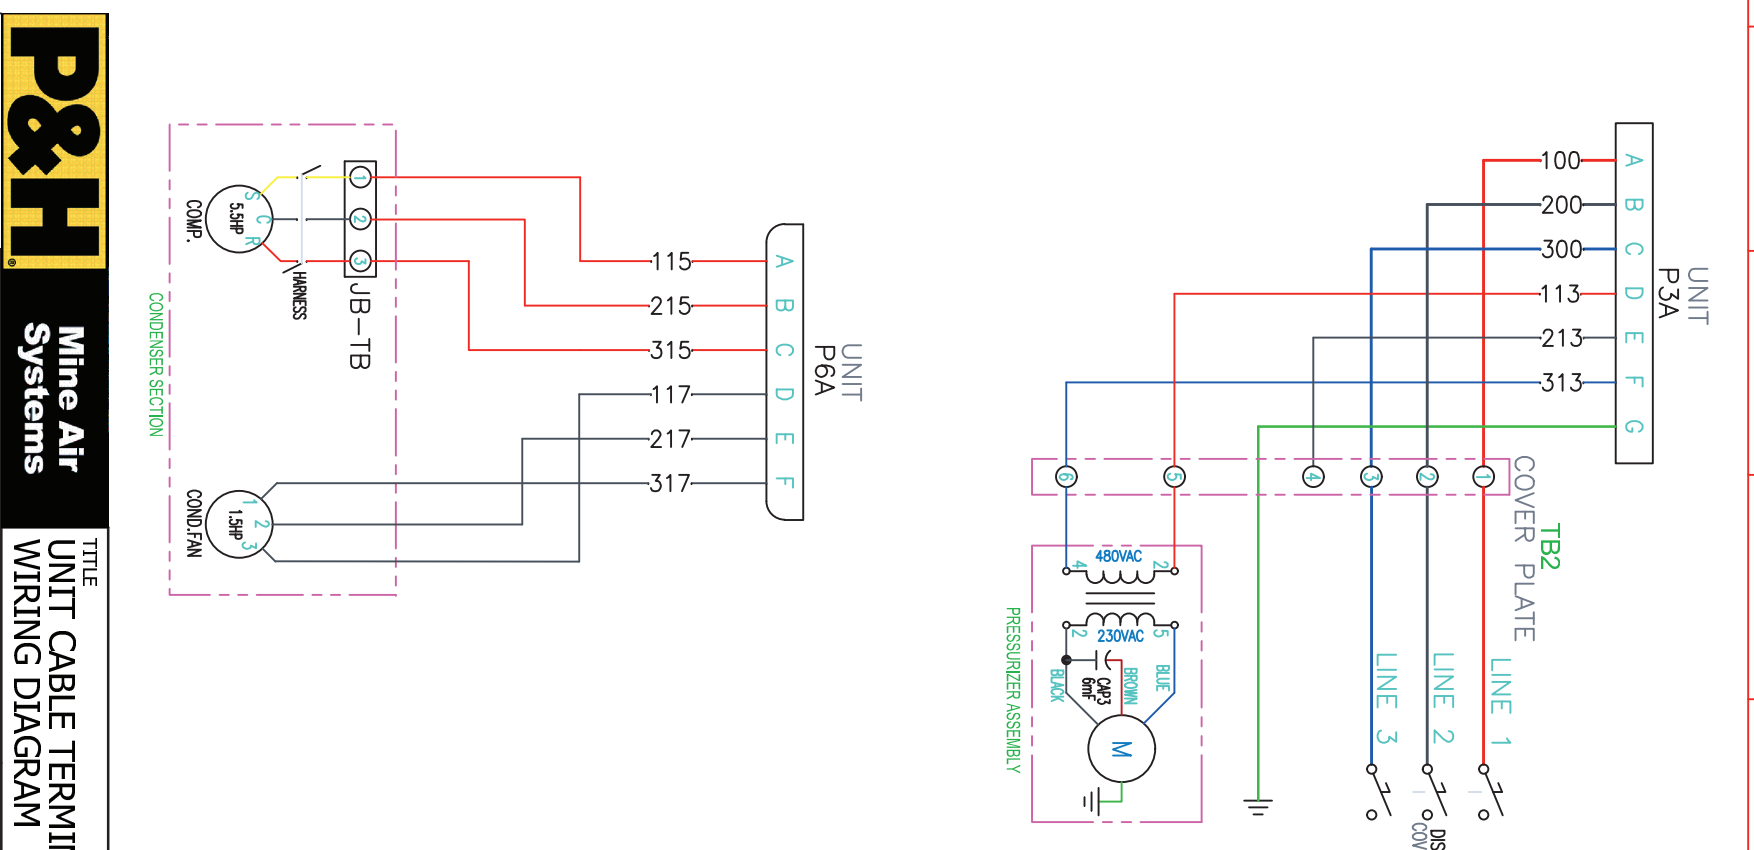 P&H®
Mine Air
Systems
TITLE
UNIT CABLE TERMI
WIRING DIAGRAM
CONDENSER SECTION
COMP.
5.5HP
S
C
R
HARNESS
1
2
3
JB-TB
COND.FAN
1.5HP
1
2
3
115
215
315
117
217
317
A
B
C
D
E
F
UNIT
P6A
100
200
300
113
213
313
A
B
C
D
E
F
G
UNIT
P3A
6
5
4
3
2
1
COVER PLATE
TB2
PRESSURIZER ASSEMBLY
480VAC
4
2
230VAC
2
5
BLACK
CAP3
6mF
BROWN
BLUE
M
LINE 3
LINE 2
LINE 1
DIS
COV